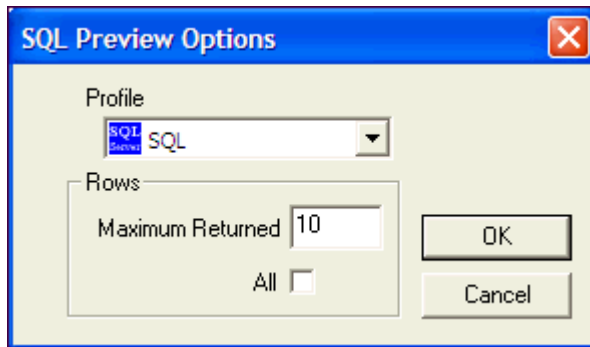 SQL Preview Options
Profile
SQL Server SQL
Rows
Maximum Returned 10
All
OK
Cancel